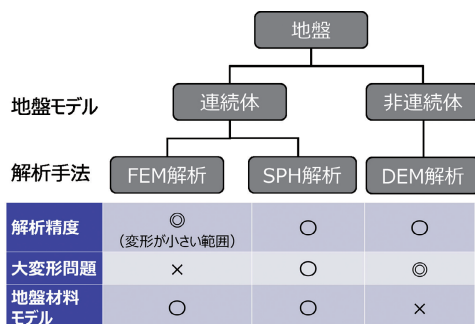 地盤
地盤モデル
連続体
非連続体
解析手法
FEM解析
SPH解析
DEM解析
解析精度
◎
(変形が小さい範囲)
○
○
大変形問題
×
○
◎
地盤材料
モデル
○
○
×